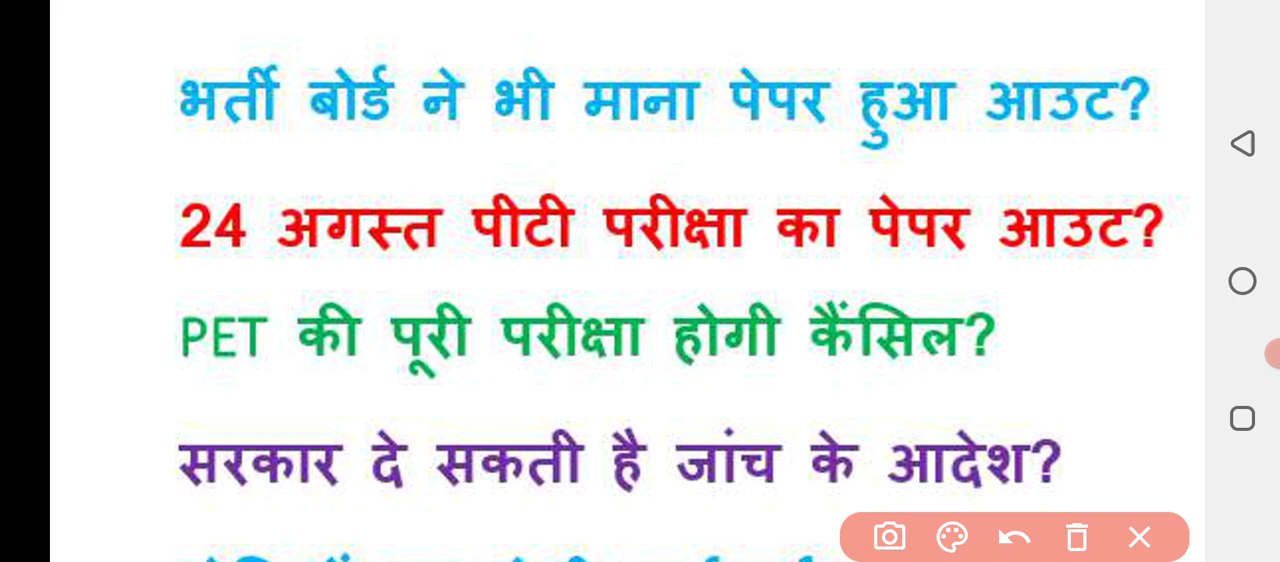 भर्ती बोर्ड ने भी माना पेपर हुआ आउट?
24 अगस्त पीटी परीक्षा का पेपर आउट?
PET की पूरी परीक्षा होगी कैंसिल?
सरकार दे सकती है जांच के आदेश?